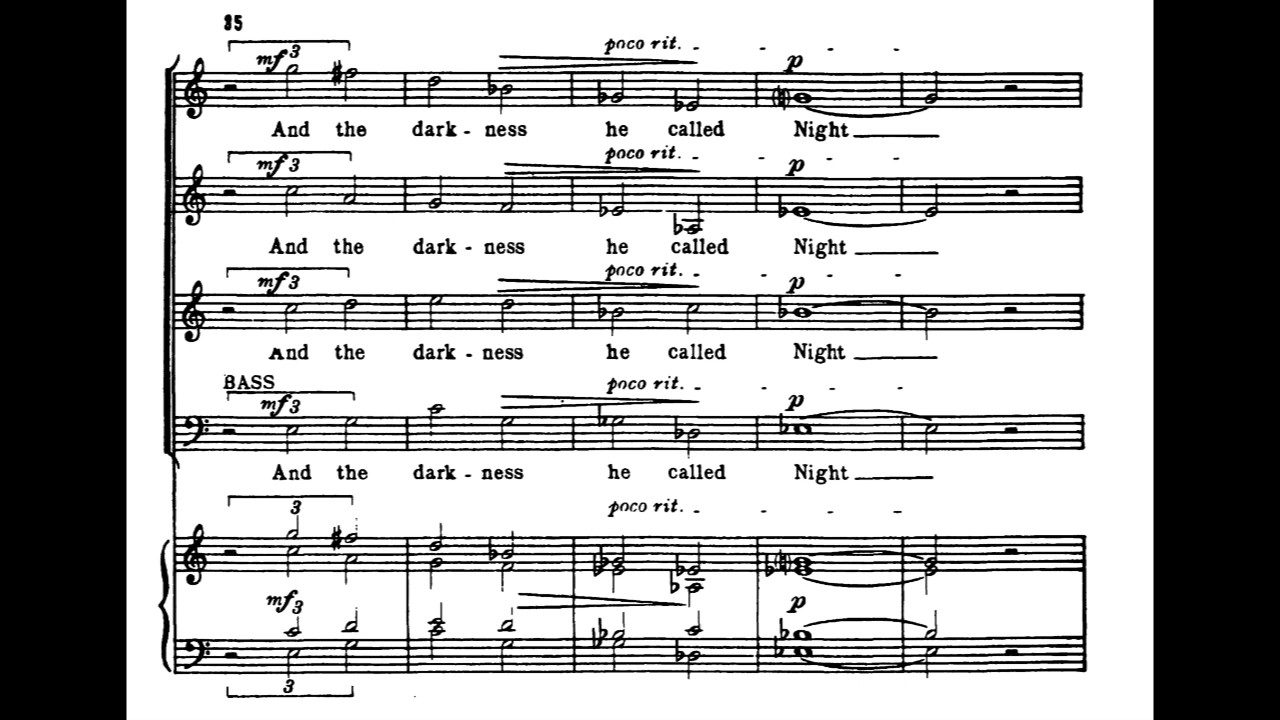 35
poco rit.
mf 3
p
And the dark - ness he called Night
poco rit.
mf 3
p
And the dark - ness he called Night
poco rit.
mf 3
p
And the dark - ness he called Night
BASS
poco rit.
mf 3
p
And the dark - ness he called Night
3
poco rit.
mf 3
p
3